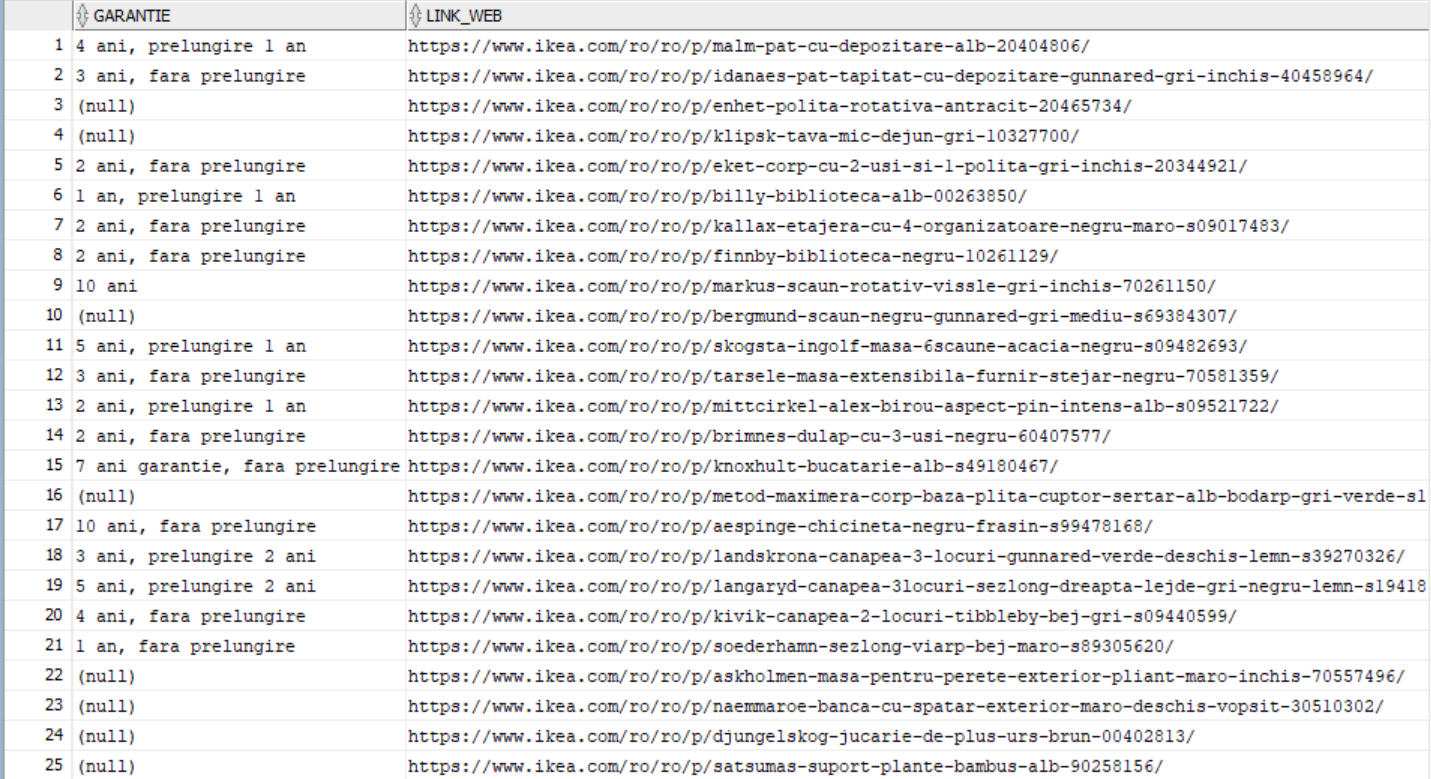 GARANTIE LINK_WEB
1 4 ani, prelungire 1 an https://www.ikea.com/ro/ro/p/malm-pat-cu-depozitare-alb-20404806/
2 3 ani, fara prelungire https://www.ikea.com/ro/ro/p/idanaes-pat-tapitat-cu-depozitare-gunnared-gri-inchis-40458964/
3 (null) https://www.ikea.com/ro/ro/p/enhet-polita-rotativa-antracit-20465734/
4 (null) https://www.ikea.com/ro/ro/p/klipsk-tava-mic-dejun-gri-10327700/
5 2 ani, fara prelungire https://www.ikea.com/ro/ro/p/eket-corp-cu-2-usi-si-1-polita-gri-inchis-20344921/
6 1 an, prelungire 1 an https://www.ikea.com/ro/ro/p/billy-biblioteca-alb-00263850/
7 2 ani, fara prelungire https://www.ikea.com/ro/ro/p/kallax-etajera-cu-4-organizatoare-negru-maro-s09017483/
8 2 ani, fara prelungire https://www.ikea.com/ro/ro/p/finnby-biblioteca-negru-10261129/
9 10 ani https://www.ikea.com/ro/ro/p/markus-scaun-rotativ-vissle-gri-inchis-70261150/
10 (null) https://www.ikea.com/ro/ro/p/bergmund-scaun-negru-gunnared-gri-mediu-s69384307/
11 5 ani, prelungire 1 an https://www.ikea.com/ro/ro/p/skogsta-ingolf-masa-6scaune-acacia-negru-s09482693/
12 3 ani, fara prelungire https://www.ikea.com/ro/ro/p/tarsele-masa-extensibila-furnir-stejar-negru-70581359/
13 2 ani, prelungire 1 an https://www.ikea.com/ro/ro/p/mittcirkel-alex-birou-aspect-pin-intens-alb-s09521722/
14 2 ani, fara prelungire https://www.ikea.com/ro/ro/p/brimnes-dulap-cu-3-usi-negru-60407577/
15 7 ani garantie, fara prelungire https://www.ikea.com/ro/ro/p/knoxhult-bucatarie-alb-s49180467/
16 (null) https://www.ikea.com/ro/ro/p/metod-maximera-corp-baza-plita-cuptor-sertar-alb-bodarp-gri-verde-s1
17 10 ani, fara prelungire https://www.ikea.com/ro/ro/p/aespinge-chicineta-negru-frasin-s99478168/
18 3 ani, prelungire 2 ani https://www.ikea.com/ro/ro/p/landskrona-canapea-3-locuri-gunnared-verde-deschis-lemn-s39270326/
19 5 ani, prelungire 2 ani https://www.ikea.com/ro/ro/p/langaryd-canapea-3locuri-sezlong-dreapta-lejde-gri-negru-lemn-s19418
20 4 ani, fara prelungire https://www.ikea.com/ro/ro/p/kivik-canapea-2-locuri-tibbleby-bej-gri-s09440599/
21 1 an, fara prelungire https://www.ikea.com/ro/ro/p/soederhamn-sezlong-viarp-bej-maro-s89305620/
22 (null) https://www.ikea.com/ro/ro/p/askholmen-masa-pentru-perete-exterior-pliant-maro-inchis-70557496/
23 (null) https://www.ikea.com/ro/ro/p/naemmaroe-banca-cu-spatar-exterior-maro-deschis-vopsit-30510302/
24 (null) https://www.ikea.com/ro/ro/p/djungelskog-jucarie-de-plus-urs-brun-00402813/
25 (null) https://www.ikea.com/ro/ro/p/satsumas-suport-plante-bambus-alb-90258156/